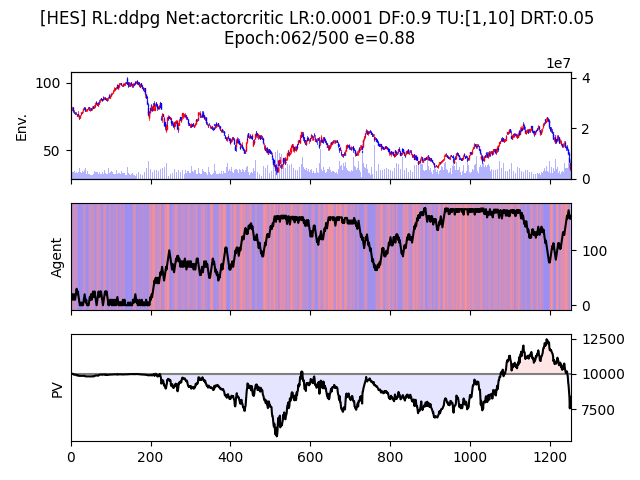 [HES] RL:ddpg Net:actorcritic LR:0.0001 DF:0.9 TU:[1,10] DRT:0.05
Epoch:062/500 e=0.88
1e7
100
50
Env.
4
2
0
Agent
100
0
PV
12500
10000
7500
0 200 400 600 800 1000 1200